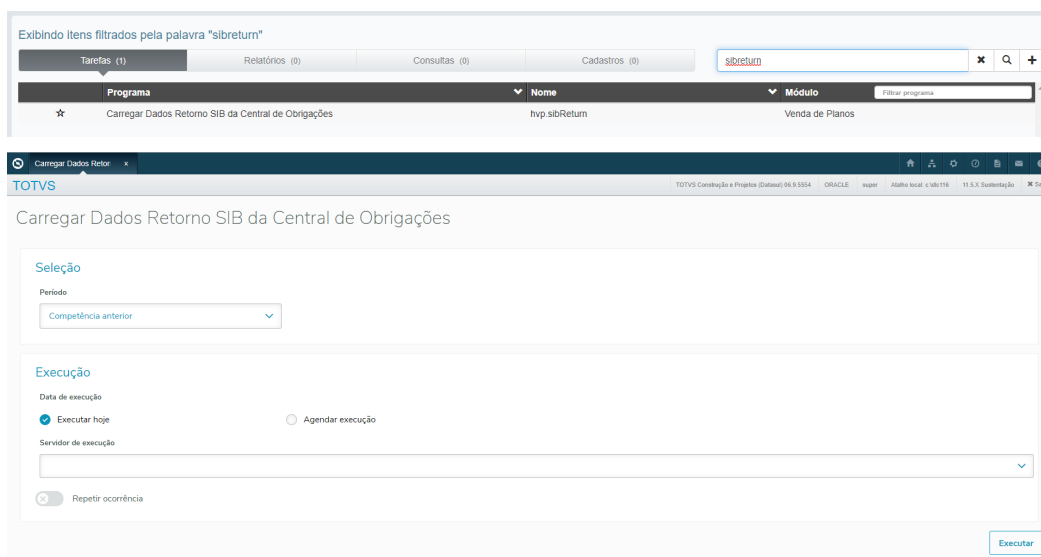 Exibindo itens filtrados pela palavra "sibreturn"
Tarefas (1) Relatórios (0) Consultas (0) Cadastros (0) sibreturn
Programa Nome Módulo Filtrar programa
Carregar Dados Retorno SIB da Central de Obrigações hvp.sibReturn Venda de Planos
Carregar Dados Retor x
TOTVS TOTVS Construção e Projetos (Datasul) 06.9.5554 ORACLE super 11.5.X Sustentação
Carregar Dados Retorno SIB da Central de Obrigações
Seleção
Período
Competência anterior
Execução
Data de execução
Executar hoje Agendar execução
Servidor de execução
Repetir ocorrência
Executar